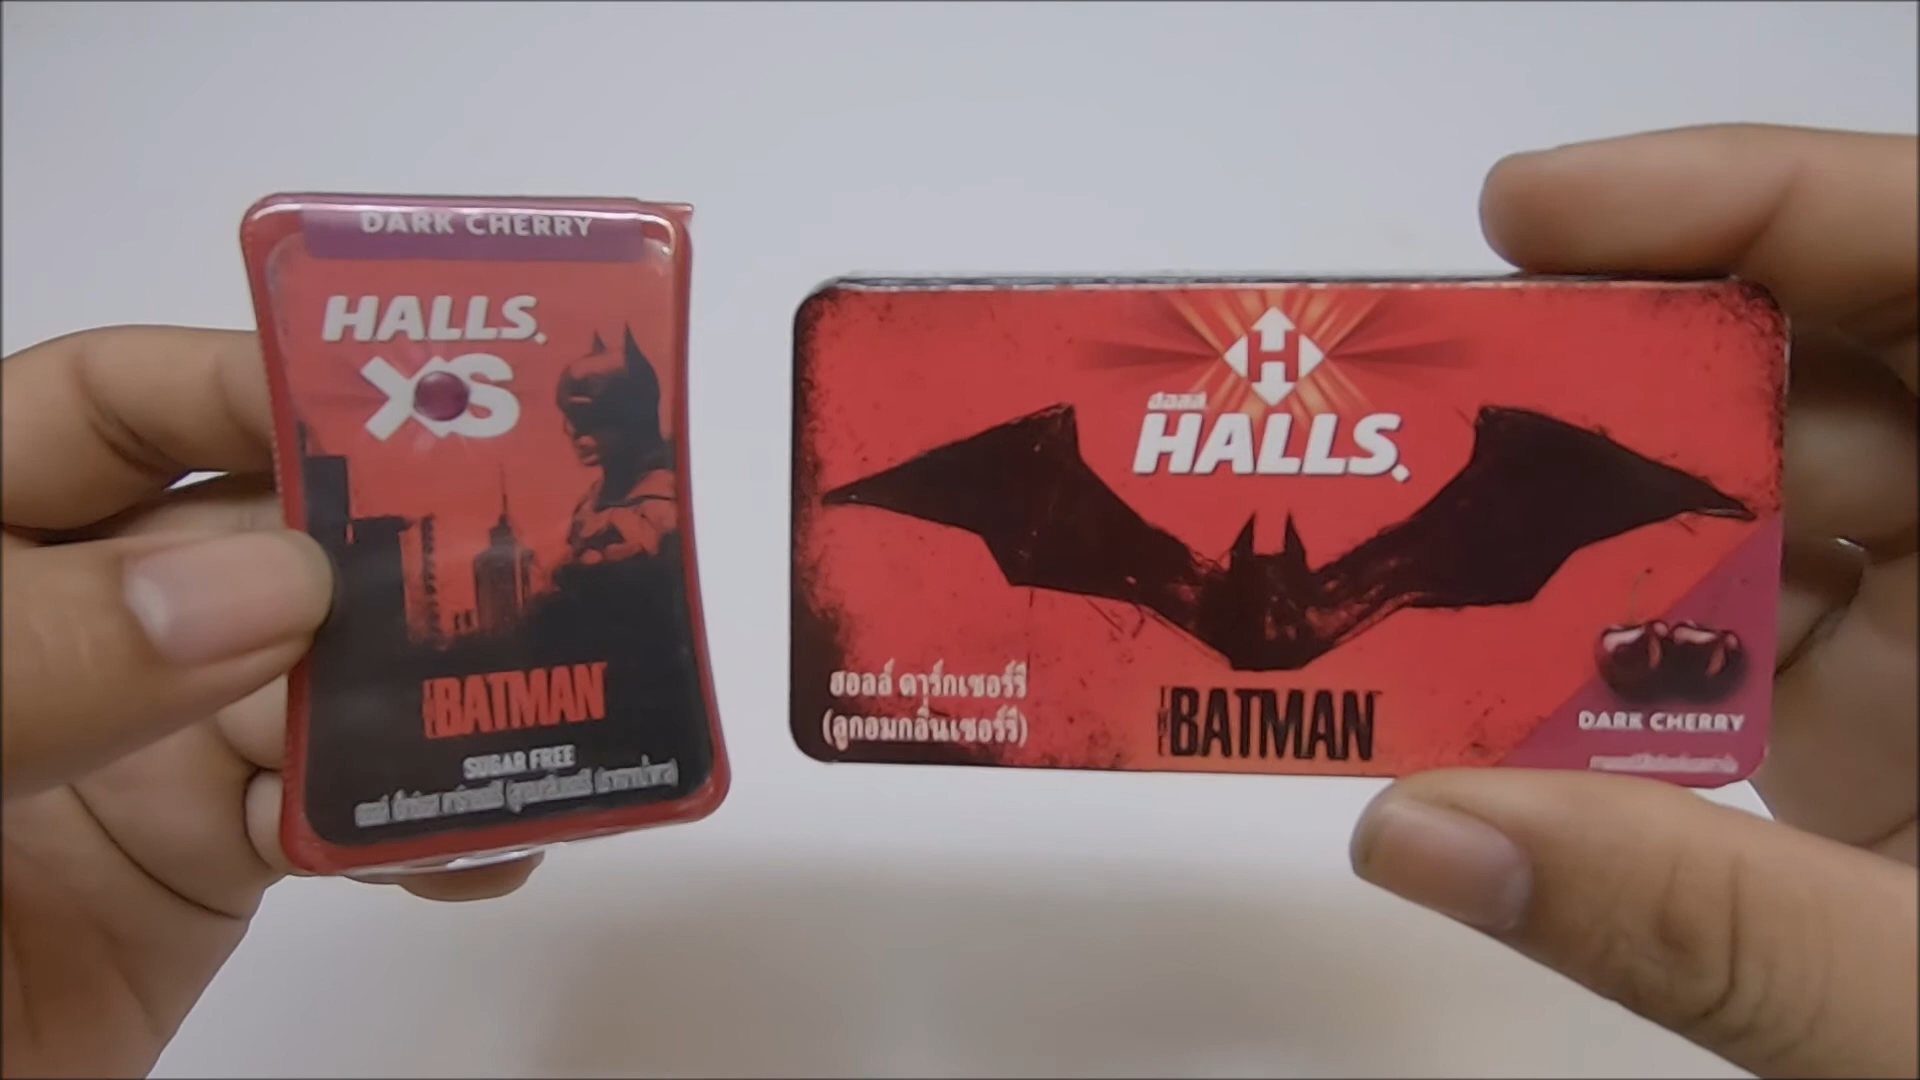 DARK CHERRY
HALLS
XS
THE BATMAN
SUGAR FREE
H
ฮอลล์
HALLS
ฮอลล์ ดาร์กเชอร์รี่
(ลูกอมกลิ่นเชอร์รี่)
THE BATMAN
DARK CHERRY